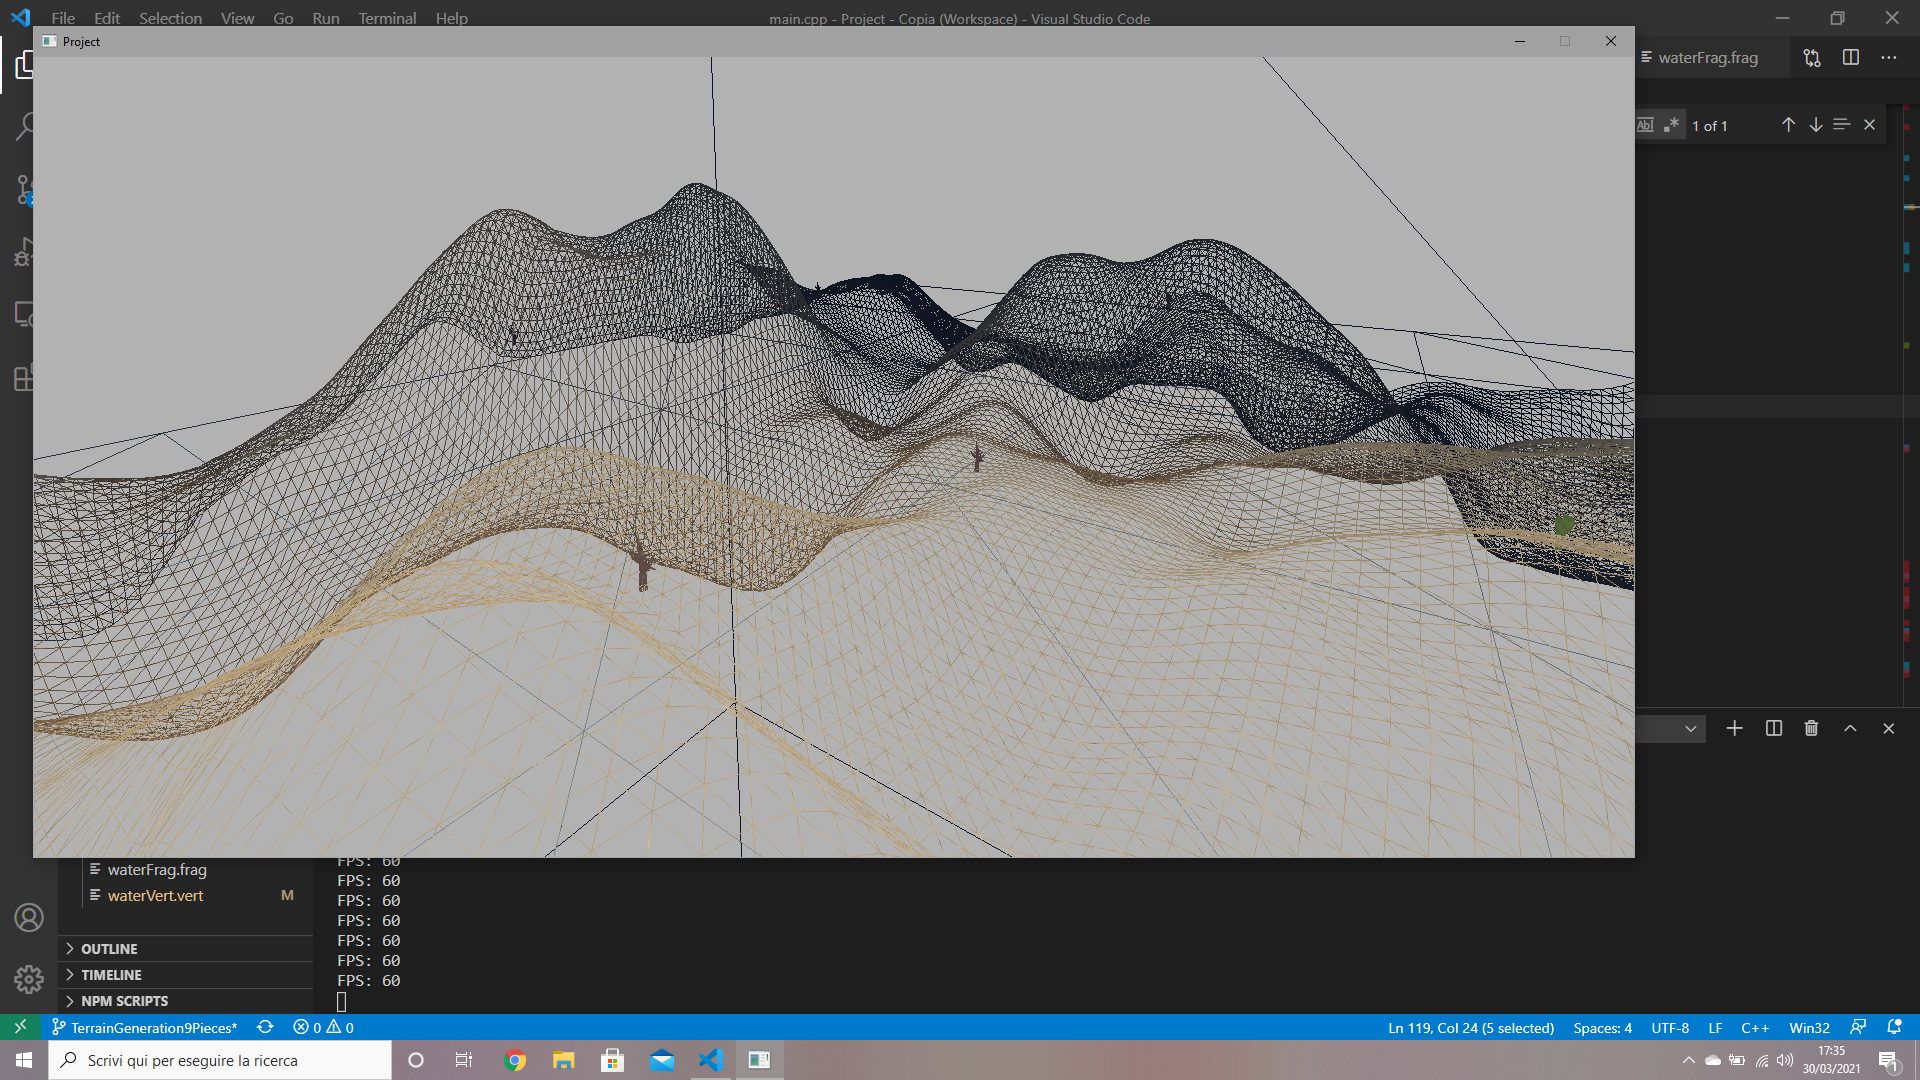 File Edit Selection View Go Run Terminal Help
main.cpp - Project - Copia (Workspace) - Visual Studio Code
Project
waterFrag.frag
Abl .* 1 of 1
waterFrag.frag
waterVert.vert M
OUTLINE
TIMELINE
NPM SCRIPTS
FPS: 60
FPS: 60
FPS: 60
FPS: 60
FPS: 60
FPS: 60
FPS: 60
TerrainGeneration9Pieces* 0 0
Ln 119, Col 24 (5 selected) Spaces: 4 UTF-8 LF C++ Win32
Scrivi qui per eseguire la ricerca
17:35
30/03/2021
1